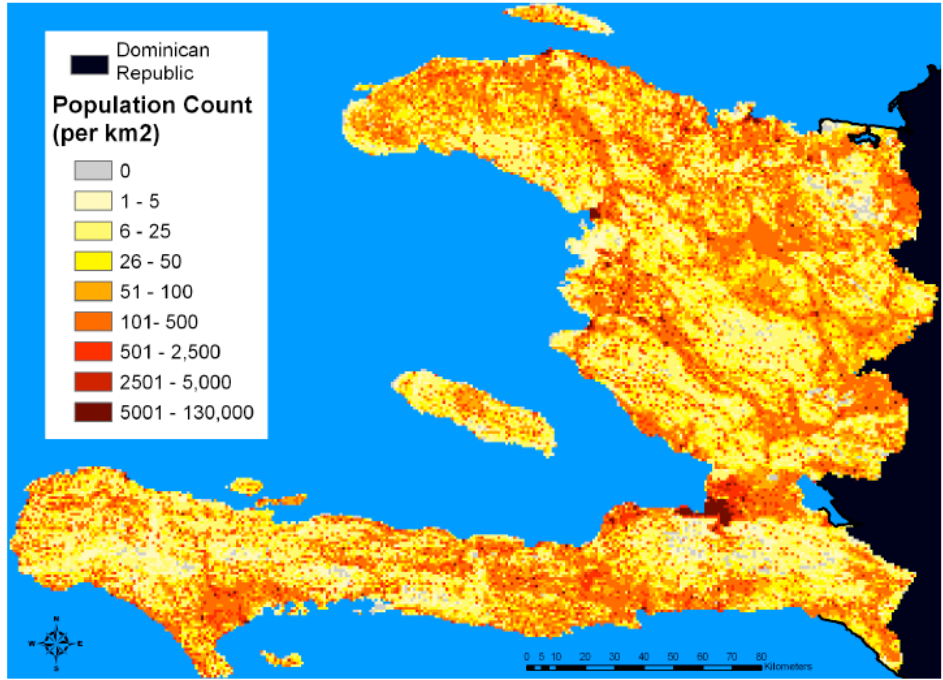 Dominican
Republic
Population Count
(per km2)
0
1 - 5
6 - 25
26 - 50
51 - 100
101- 500
501 - 2,500
2501 - 5,000
5001 - 130,000
N
W E
S
0 5 10 20 30 40 50 60 70 80
Kilometers